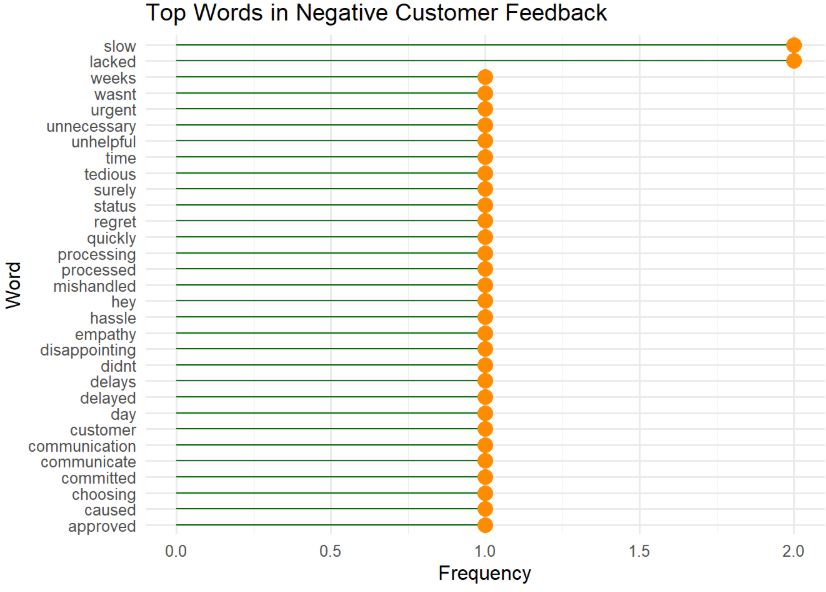 Top Words in Negative Customer Feedback
slow
lacked
weeks
wasnt
urgent
unnecessary
unhelpful
time
tedious
surely
status
regret
quickly
processing
processed
mishandled
hey
hassle
empathy
disappointing
didnt
delays
delayed
day
customer
communication
communicate
committed
choosing
caused
approved
Word
0.0 0.5 1.0 1.5 2.0
Frequency